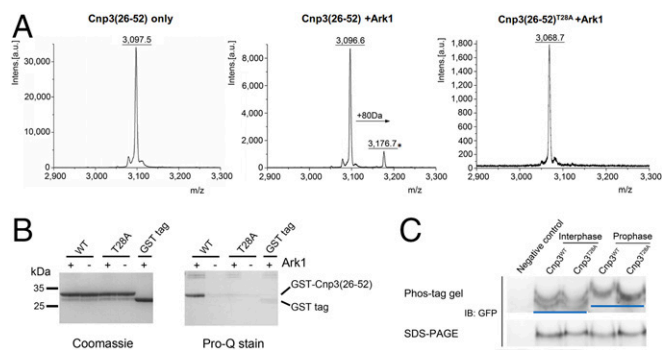 A
Cnp3(26-52) only
Cnp3(26-52) +Ark1
Cnp3(26-52)T28A +Ark1
Intens.[a.u.]
3,097.5
30,000
20,000
10,000
0
2,900 3,000 3,100 3,200 3,300
m/z
Intens.[a.u.]
3,096.6
+80Da
3,176.7*
8,000
6,000
4,000
2,000
0
2,900 3,000 3,100 3,200 3,300
m/z
Intens.[a.u.]
3,068.7
1,800
1,600
1,400
1,200
1,000
800
600
400
200
0
2,900 3,000 3,100 3,200 3,300
m/z
B
WT T28A GST tag
+ - + - +
kDa
35
25
Coomassie
WT T28A GST tag
+ - + - + Ark1
GST-Cnp3(26-52)
GST tag
Pro-Q stain
C
Negative control
Interphase Prophase
Cnp3WT Cnp3T28A Cnp3WT Cnp3T28A
Phos-tag gel
IB: GFP
SDS-PAGE